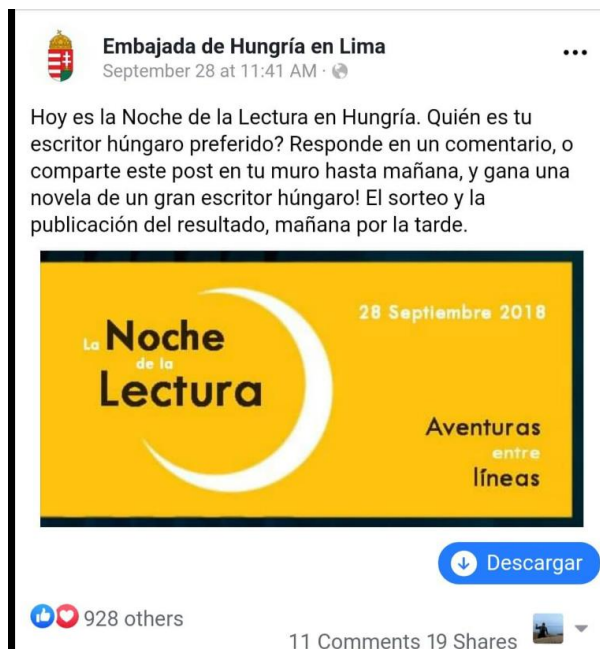 Embajada de Hungría en Lima
September 28 at 11:41 AM ·
Hoy es la Noche de la Lectura en Hungría. Quién es tu
escritor húngaro preferido? Responde en un comentario, o
comparte este post en tu muro hasta mañana, y gana una
novela de un gran escritor húngaro! El sorteo y la
publicación del resultado, mañana por la tarde.
28 Septiembre 2018
La Noche
de la
Lectura
Aventuras
entre
líneas
Descargar
928 others
11 Comments 19 Shares